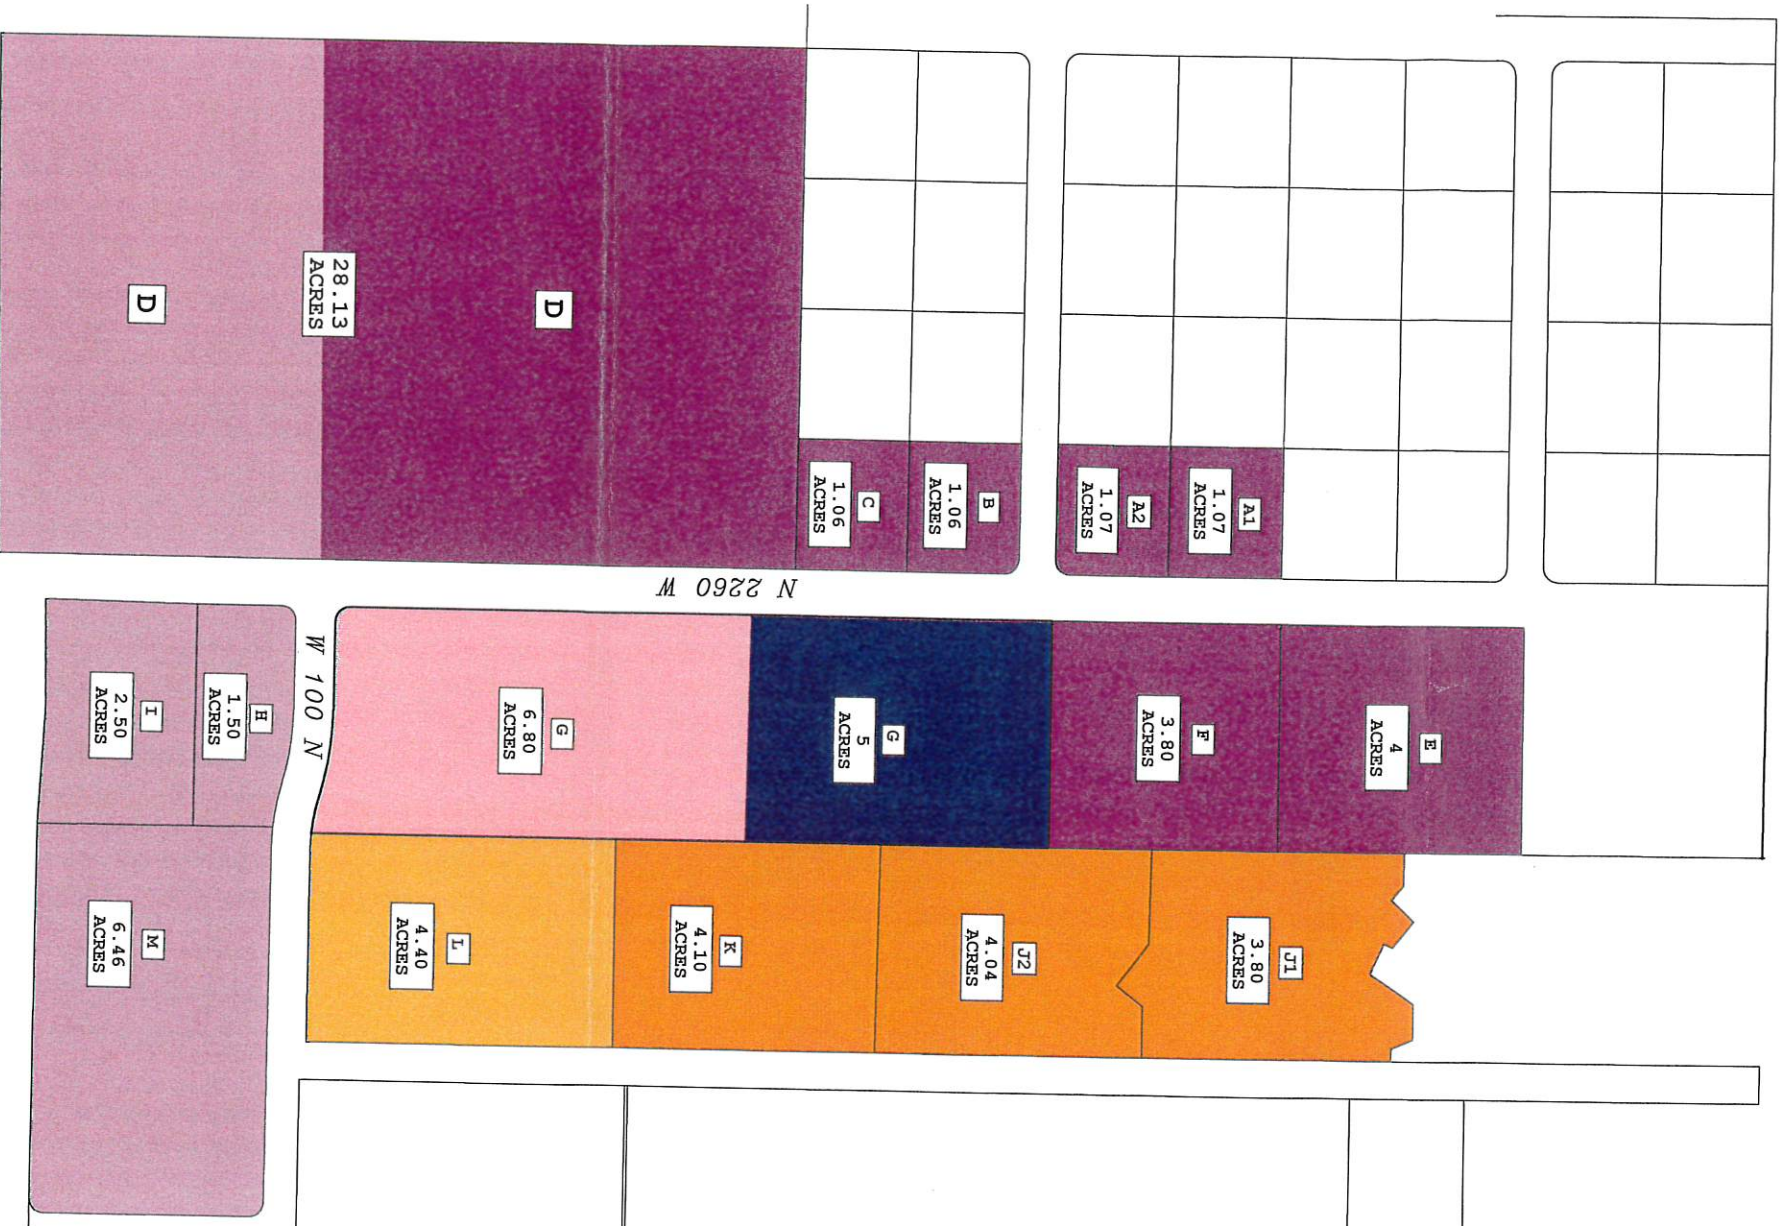 A1
1.07
ACRES
A2
1.07
ACRES
B
1.06
ACRES
C
1.06
ACRES
D
28.13
ACRES
D
N 2260 W
E
4
ACRES
F
3.80
ACRES
G
5
ACRES
G
6.80
ACRES
W 100 N
H
1.50
ACRES
I
2.50
ACRES
J1
3.80
ACRES
J2
4.04
ACRES
K
4.10
ACRES
L
4.40
ACRES
M
6.46
ACRES